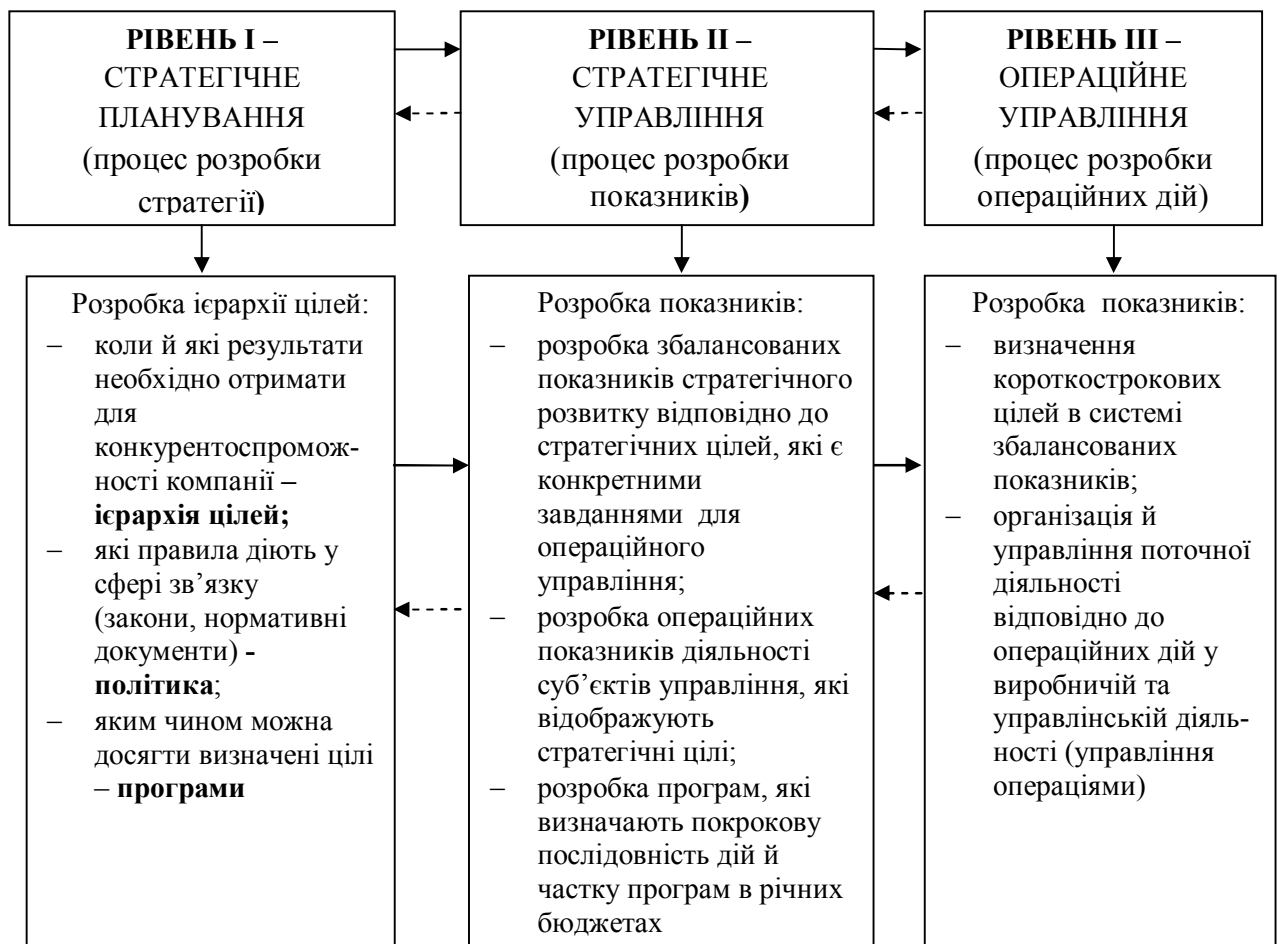 РІВЕНЬ І –
СТРАТЕГІЧНЕ
ПЛАНУВАННЯ
(процес розробки
стратегії)
РІВЕНЬ ІІ –
СТРАТЕГІЧНЕ
УПРАВЛІННЯ
(процес розробки
показників)
РІВЕНЬ ІІІ –
ОПЕРАЦІЙНЕ
УПРАВЛІННЯ
(процес розробки
операційних дій)
Розробка ієрархії цілей:
– коли й які результати
необхідно отримати
для
конкурентоспромож-
ності компанії –
ієрархія цілей;
– які правила діють у
сфері зв’язку
(закони, нормативні
документи) -
політика;
– яким чином можна
досягти визначені цілі
– програми
Розробка показників:
– розробка збалансованих
показників стратегічного
розвитку відповідно до
стратегічних цілей, які є
конкретними
завданнями для
операційного
управління;
– розробка операційних
показників діяльності
суб’єктів управління, які
відображують
стратегічні цілі;
– розробка програм, які
визначають покрокову
послідовність дій й
частку програм в річних
бюджетах
Розробка показників:
– визначення
короткострокових
цілей в системі
збалансованих
показників;
– організація й
управління поточної
діяльності
відповідно до
операційних дій у
виробничій та
управлінській діяль-
ності (управління
операціями)